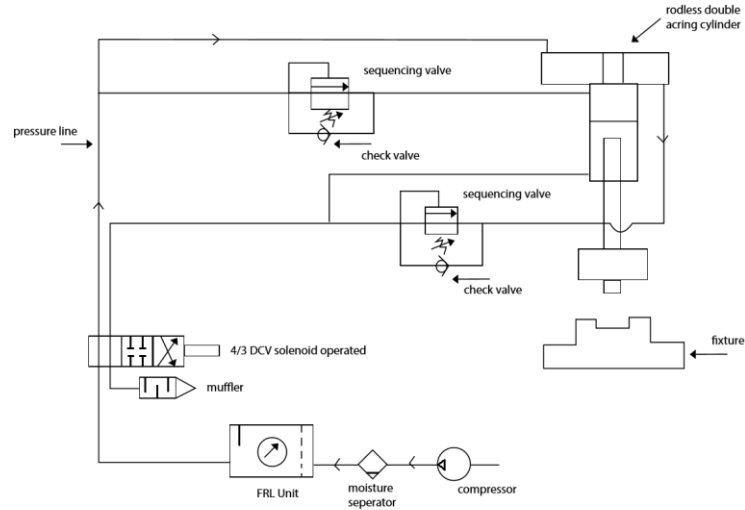 rodless double
acring cylinder
sequencing valve
pressure line
check valve
sequencing valve
check valve
fixture
4/3 DCV solenoid operated
muffler
FRL Unit
moisture
seperator
compressor